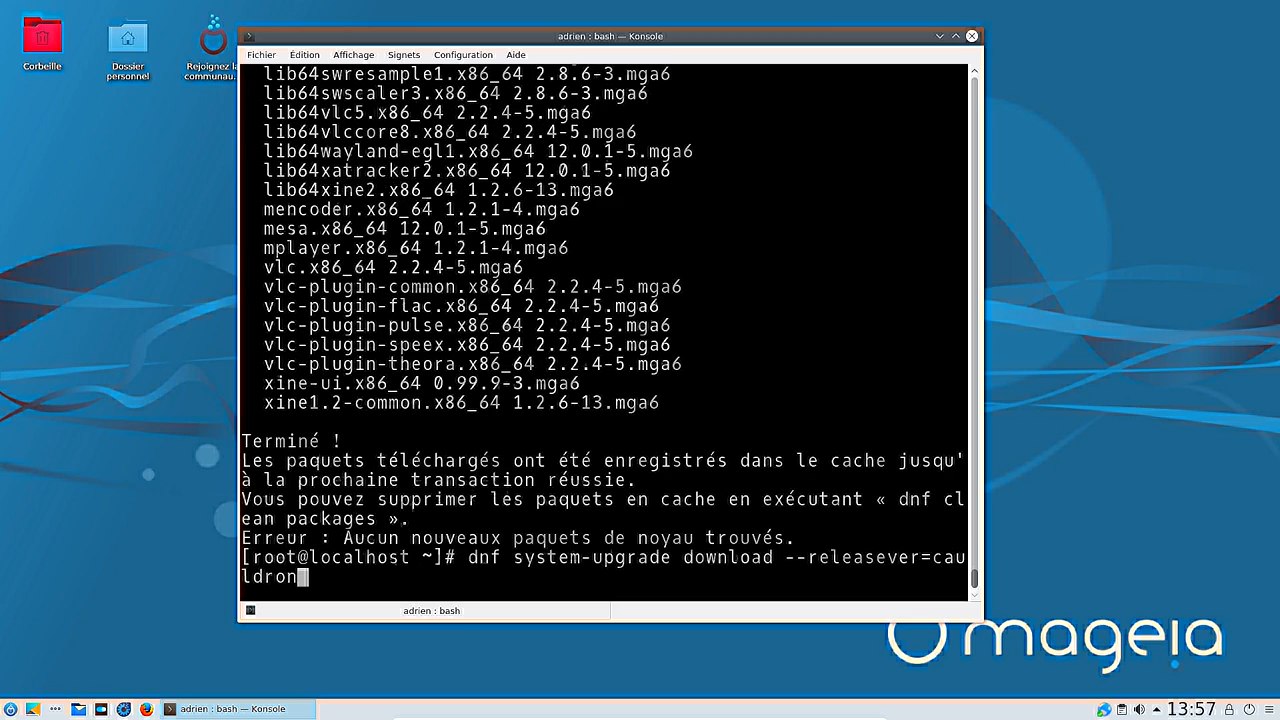 adrien : bash — Konsole
Corbeille
Dossier
personnel
Rejoignez la
communau...
Fichier Édition Affichage Signets Configuration Aide
lib64swresample1.x86_64 2.8.6-3.mga6
lib64swscaler3.x86_64 2.8.6-3.mga6
lib64vlc5.x86_64 2.2.4-5.mga6
lib64vlccore8.x86_64 2.2.4-5.mga6
lib64wayland-egl1.x86_64 12.0.1-5.mga6
lib64xatracker2.x86_64 12.0.1-5.mga6
lib64xine2.x86_64 1.2.6-13.mga6
mencoder.x86_64 1.2.1-4.mga6
mesa.x86_64 12.0.1-5.mga6
mplayer.x86_64 1.2.1-4.mga6
vlc.x86_64 2.2.4-5.mga6
vlc-plugin-common.x86_64 2.2.4-5.mga6
vlc-plugin-flac.x86_64 2.2.4-5.mga6
vlc-plugin-pulse.x86_64 2.2.4-5.mga6
vlc-plugin-speex.x86_64 2.2.4-5.mga6
vlc-plugin-theora.x86_64 2.2.4-5.mga6
xine-ui.x86_64 0.99.9-3.mga6
xine1.2-common.x86_64 1.2.6-13.mga6
Terminé !
Les paquets téléchargés ont été enregistrés dans le cache jusqu'
à la prochaine transaction réussie.
Vous pouvez supprimer les paquets en cache en exécutant « dnf cl
ean packages ».
Erreur : Aucun nouveaux paquets de noyau trouvés.
[root@localhost ~]# dnf system-upgrade download --releasever=cau
ldron
adrien : bash
mageia
adrien : bash — Konsole
13:57